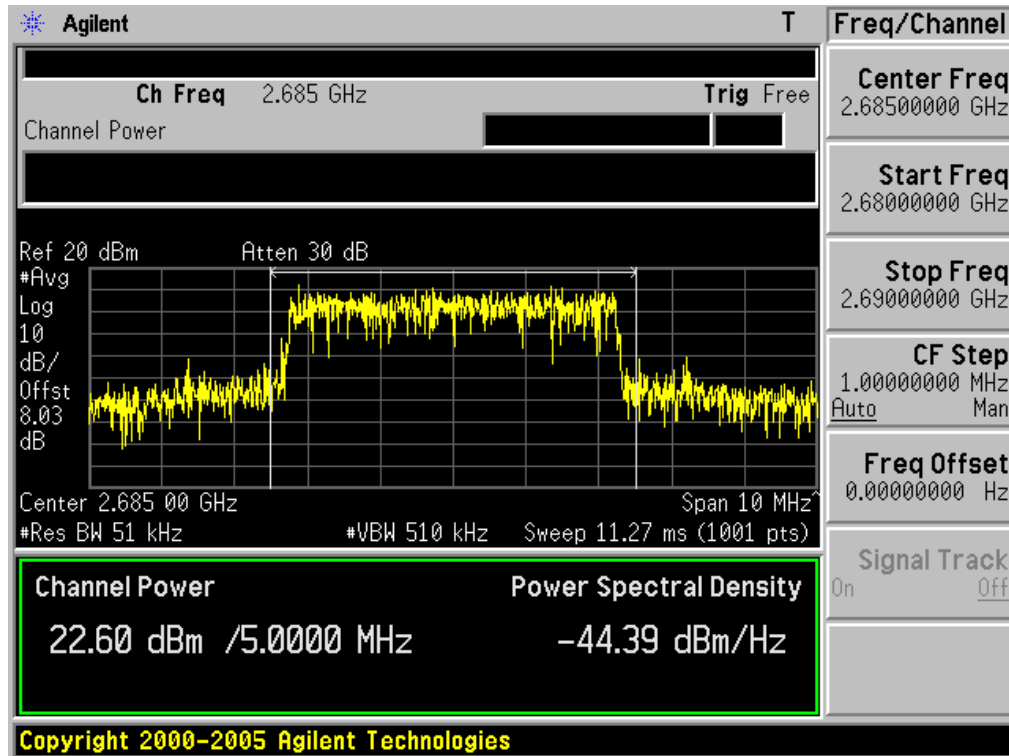 Agilent T
Ch Freq 2.685 GHz Trig Free
Channel Power
Ref 20 dBm Atten 30 dB
#Avg
Log
10
dB/
Offst
8.03
dB
Center 2.685 00 GHz Span 10 MHz^
#Res BW 51 kHz #VBW 510 kHz Sweep 11.27 ms (1001 pts)
Channel Power Power Spectral Density
22.60 dBm /5.0000 MHz -44.39 dBm/Hz
Copyright 2000-2005 Agilent Technologies
Freq/Channel
Center Freq
2.68500000 GHz
Start Freq
2.68000000 GHz
Stop Freq
2.69000000 GHz
CF Step
1.00000000 MHz
Auto Man
Freq Offset
0.00000000 Hz
Signal Track
On Off